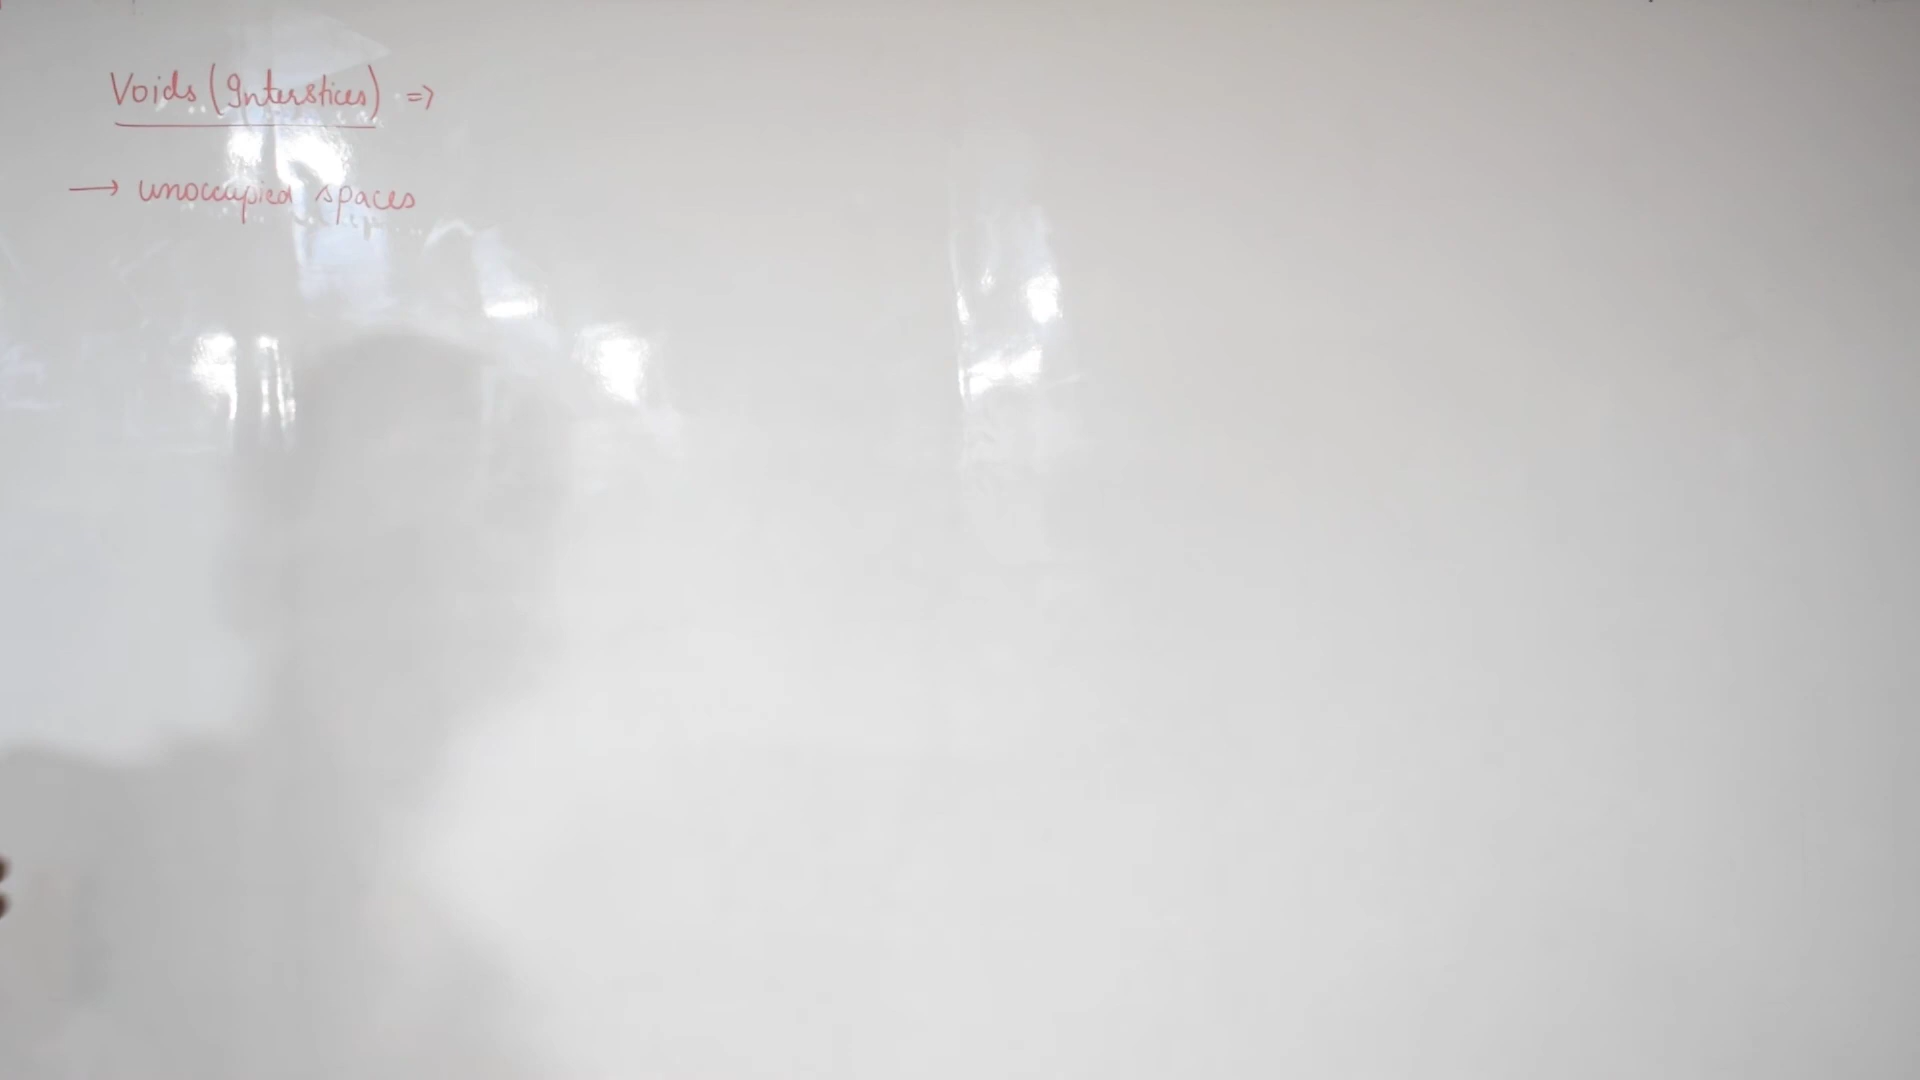 Voids (Interstices) =>
→ unoccupied spaces